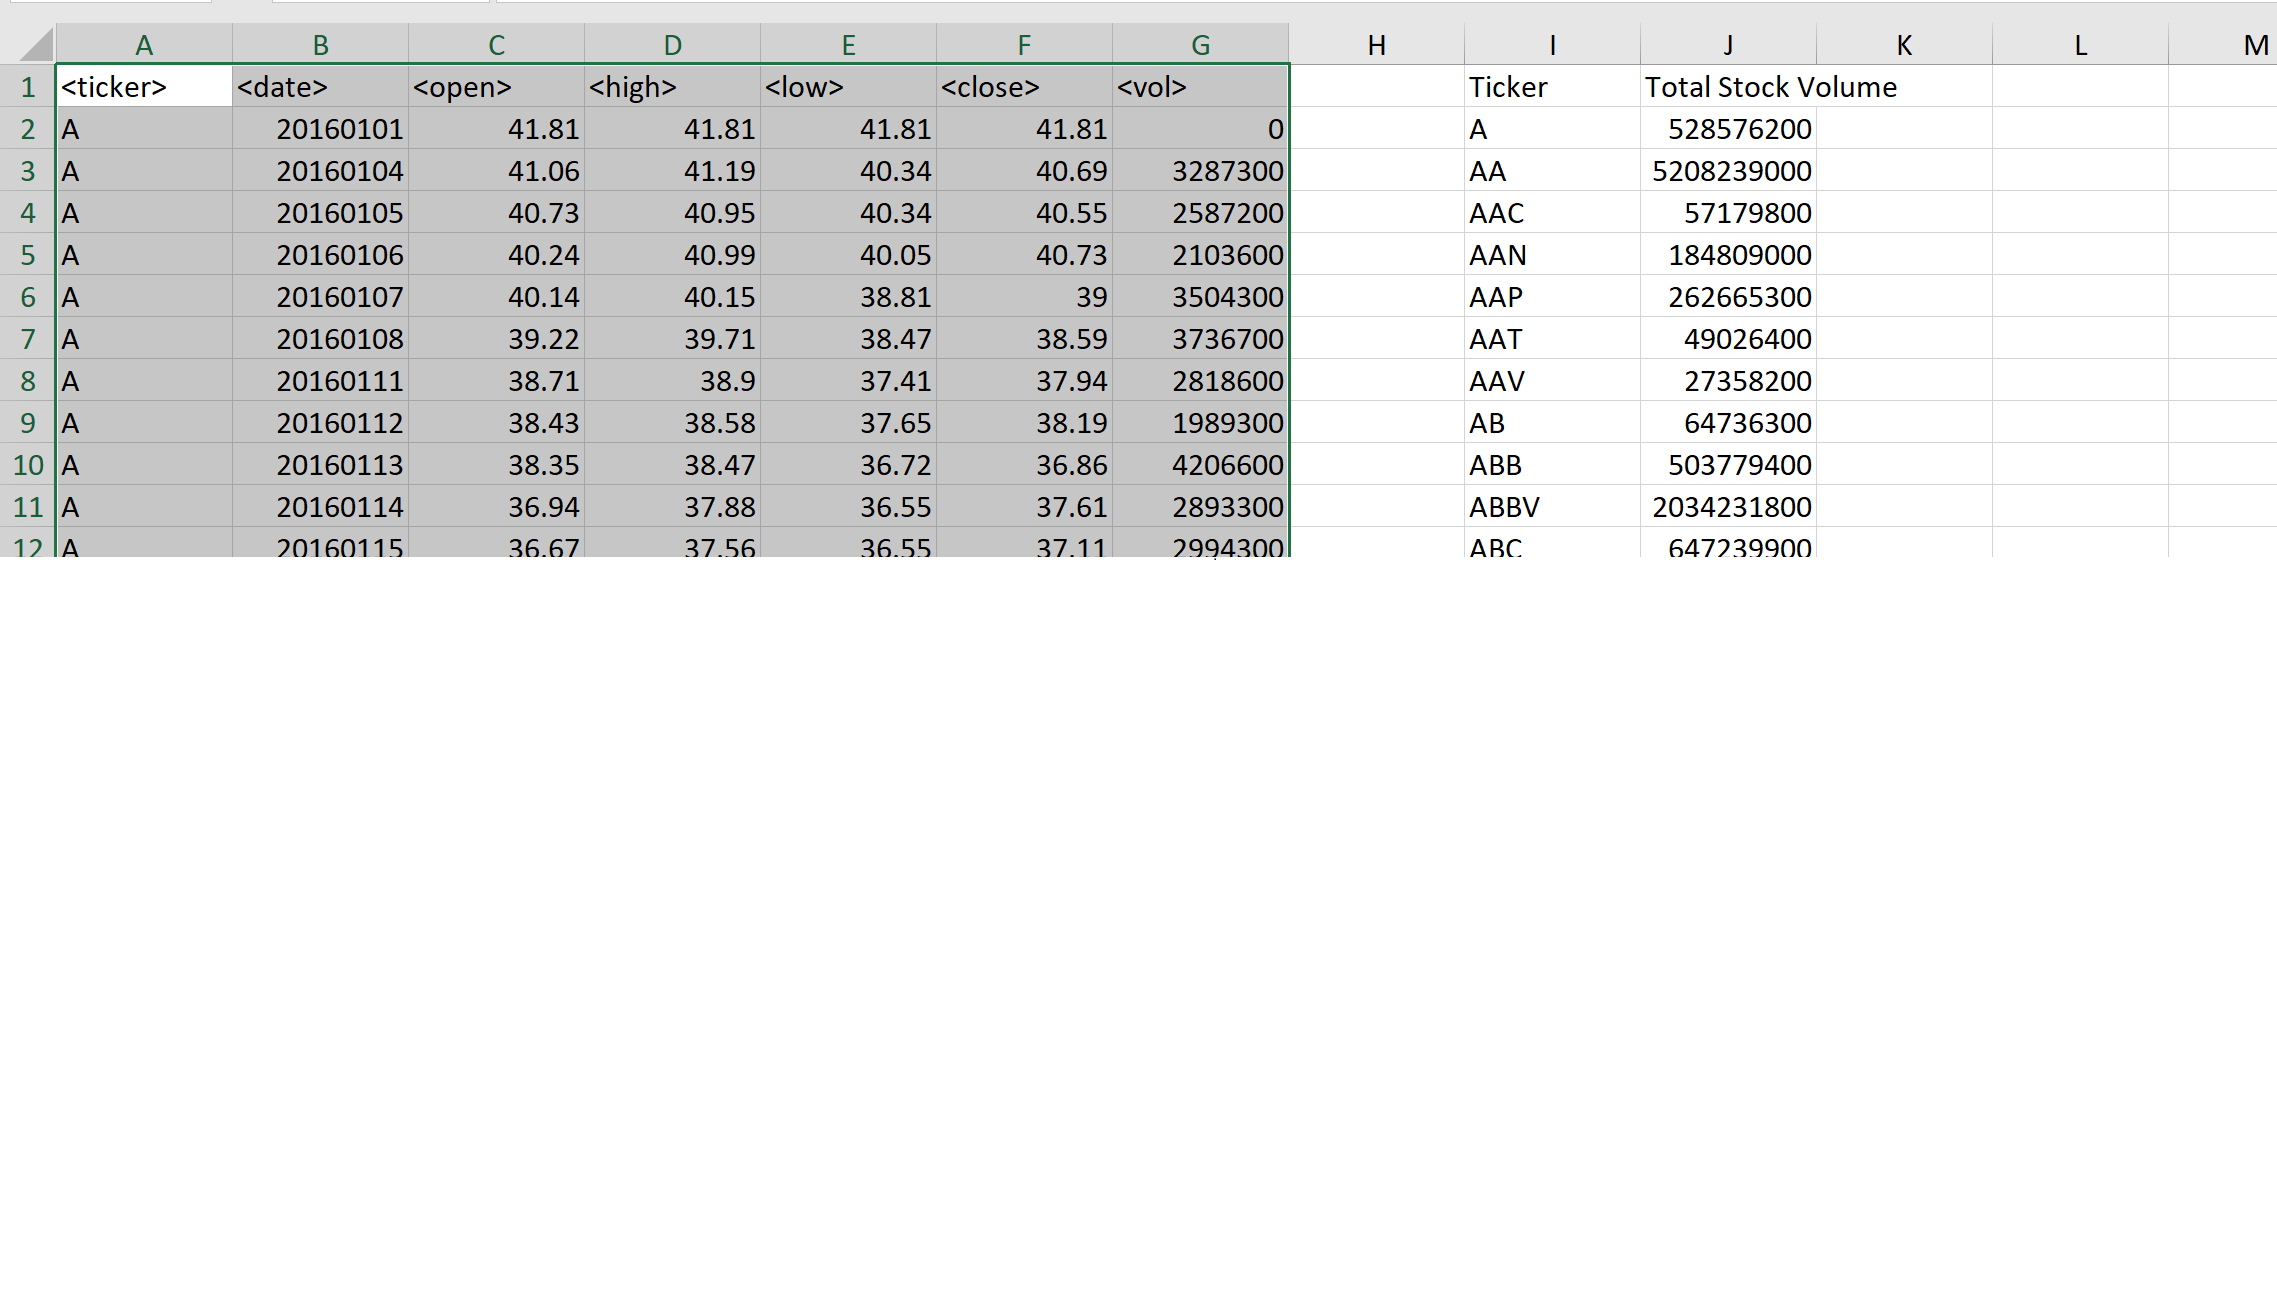 A B C D E F G H I J K L M
1 <ticker> <date> <open> <high> <low> <close> <vol> Ticker Total Stock Volume
2 A 20160101 41.81 41.81 41.81 41.81 0 A 528576200
3 A 20160104 41.06 41.19 40.34 40.69 3287300 AA 5208239000
4 A 20160105 40.73 40.95 40.34 40.55 2587200 AAC 57179800
5 A 20160106 40.24 40.99 40.05 40.73 2103600 AAN 184809000
6 A 20160107 40.14 40.15 38.81 39 3504300 AAP 262665300
7 A 20160108 39.22 39.71 38.47 38.59 3736700 AAT 49026400
8 A 20160111 38.71 38.9 37.41 37.94 2818600 AAV 27358200
9 A 20160112 38.43 38.58 37.65 38.19 1989300 AB 64736300
10 A 20160113 38.35 38.47 36.72 36.86 4206600 ABB 503779400
11 A 20160114 36.94 37.88 36.55 37.61 2893300 ABBV 2034231800
12 A 20160115 36.67 37.56 36.55 37.11 2994300 ABC 647239900